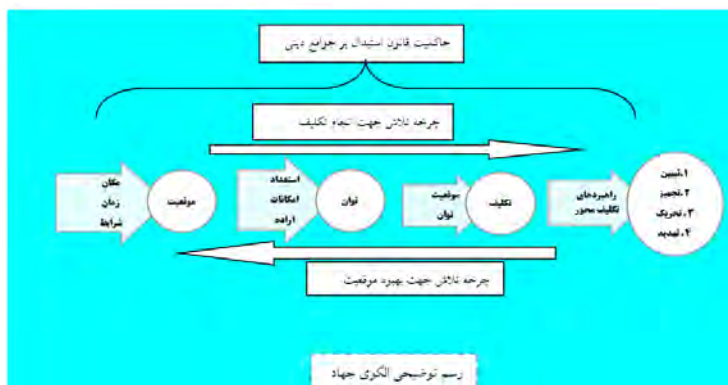 حاکمیت قانون استبدال بر جوامع دینی
چرخه تلاش جهت انجام تکلیف
مکان
زمان
شرایط
موقعیت
استعداد
امکانات
اراده
توان
موقعیت
توان
تکلیف
راهبردهای
تکلیف محور
۱.تبیین
۲.تجهیز
۳.تحریک
۴.تهدید
چرخه تلاش جهت بهبود موقعیت
رسم توضیحی الگوی جهاد